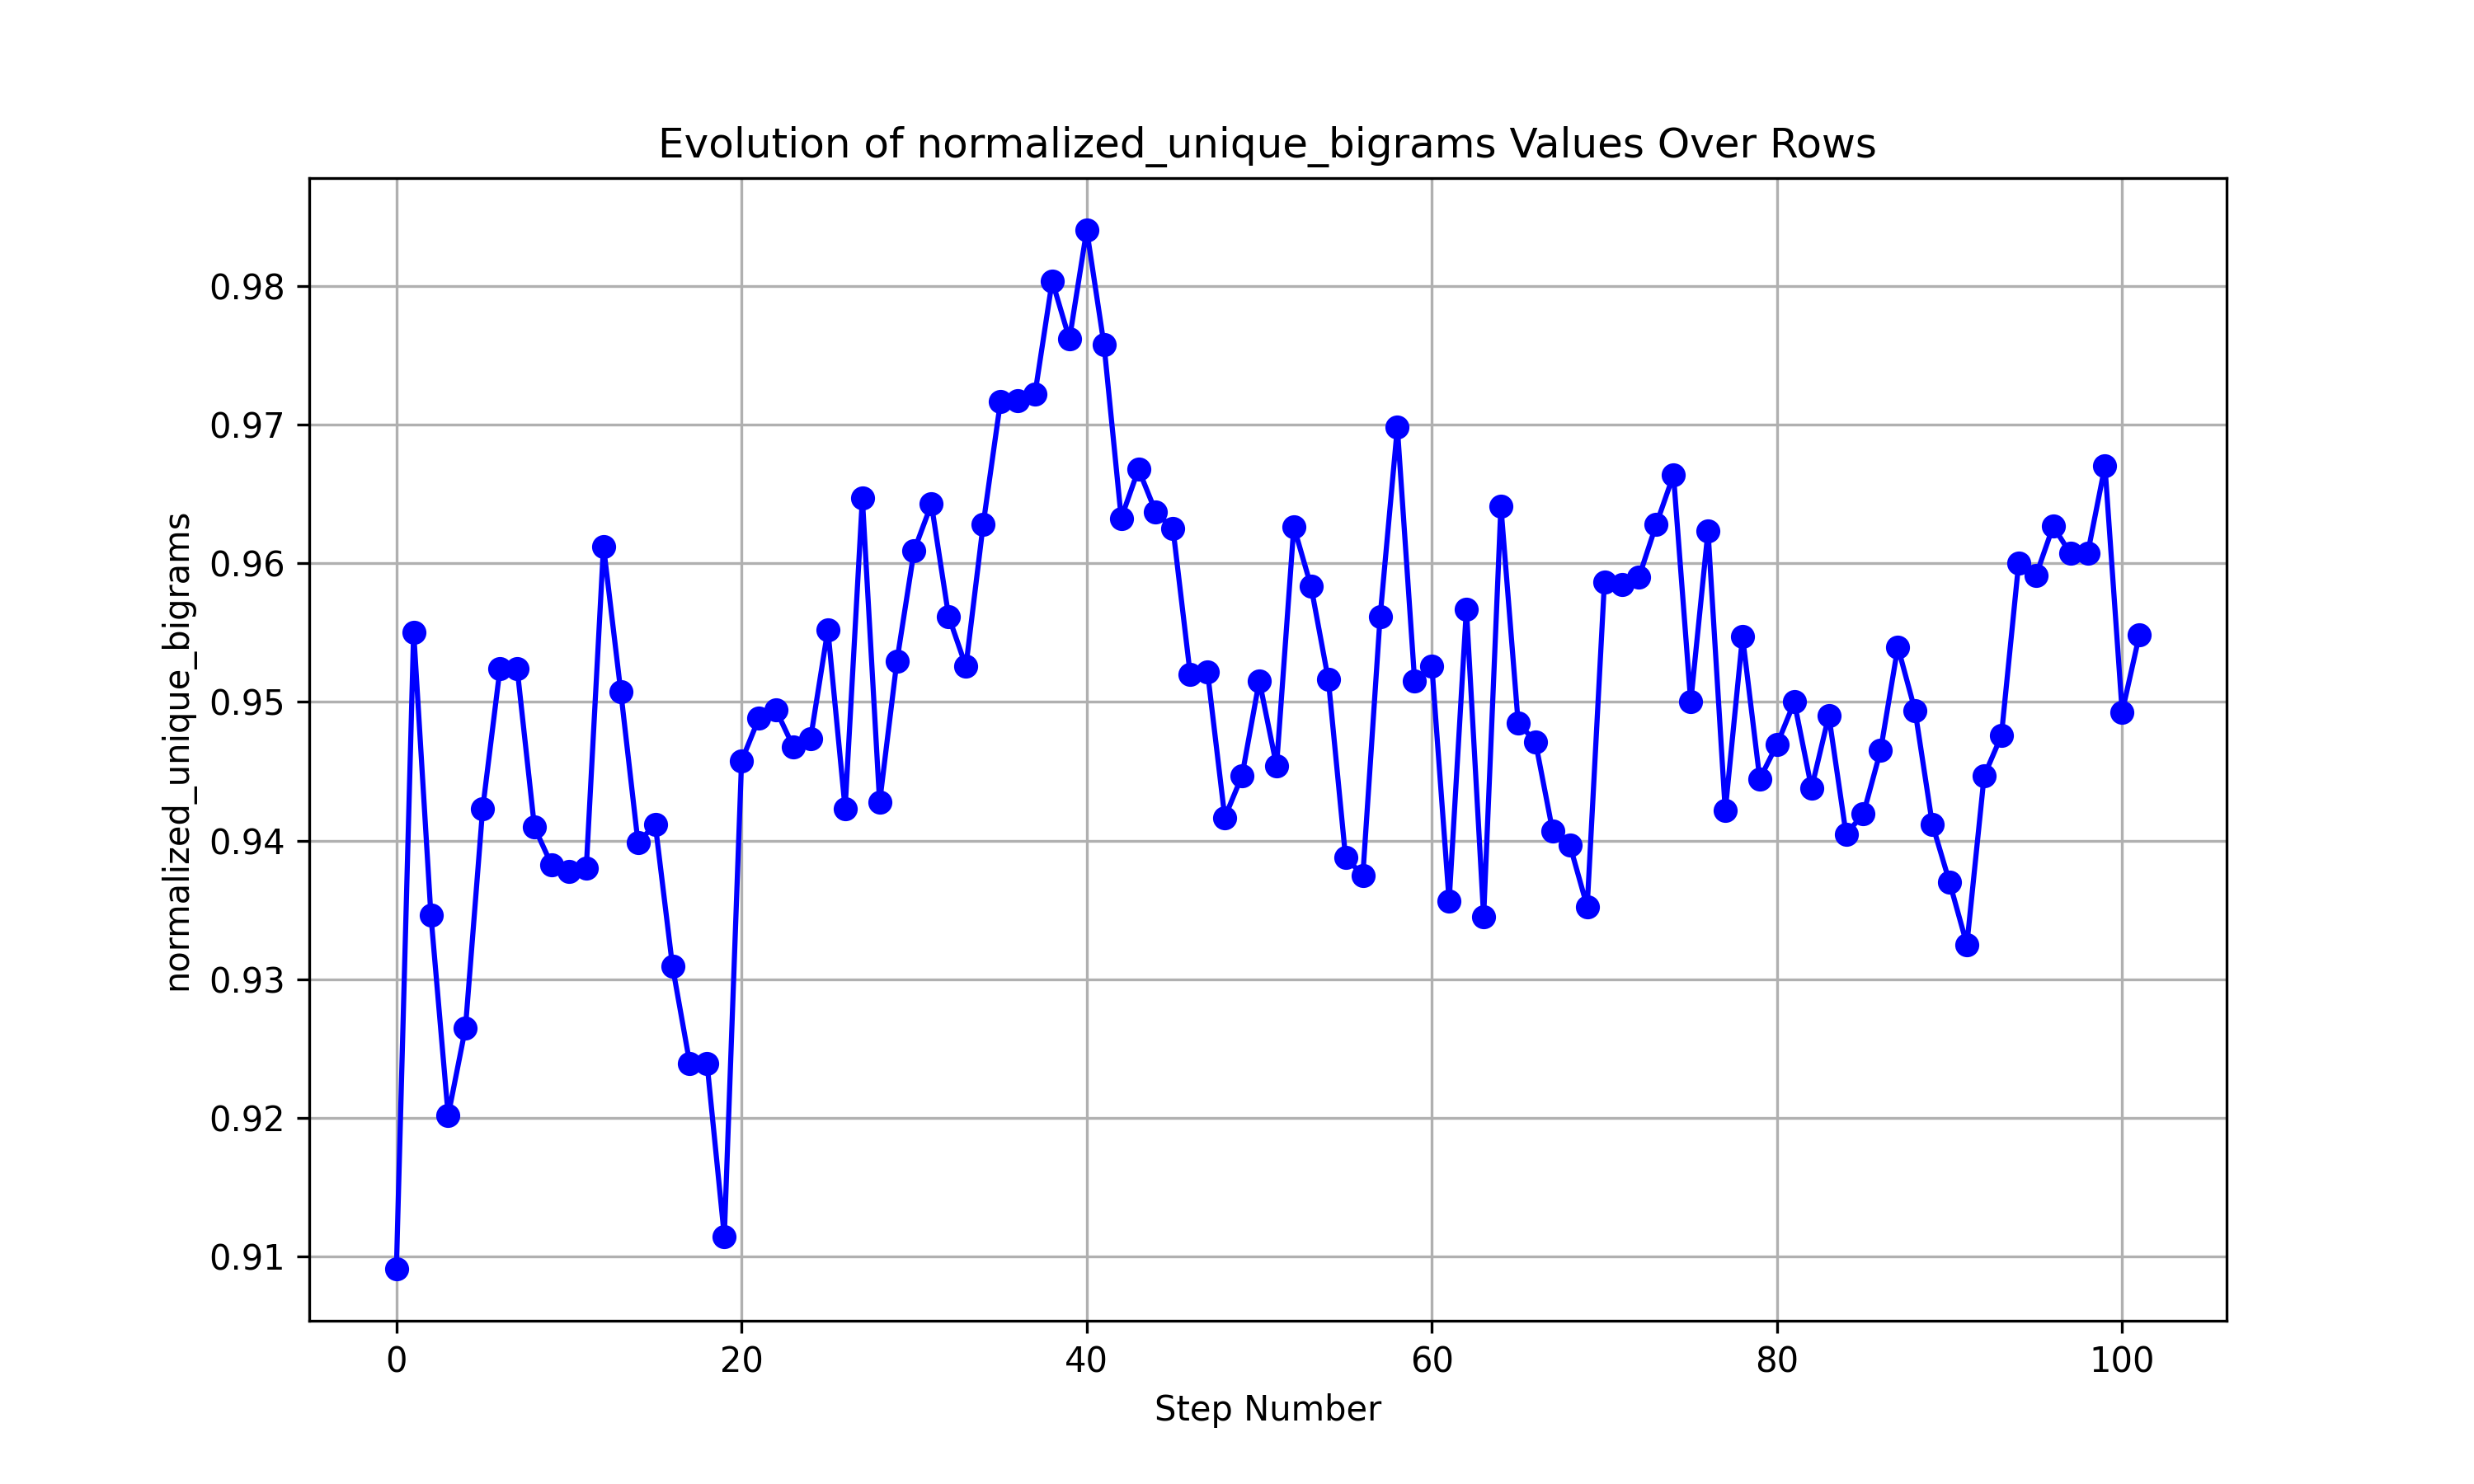 Evolution of normalized_unique_bigrams Values Over Rows
normalized_unique_bigrams
0.98
0.97
0.96
0.95
0.94
0.93
0.92
0.91
0 20 40 60 80 100
Step Number